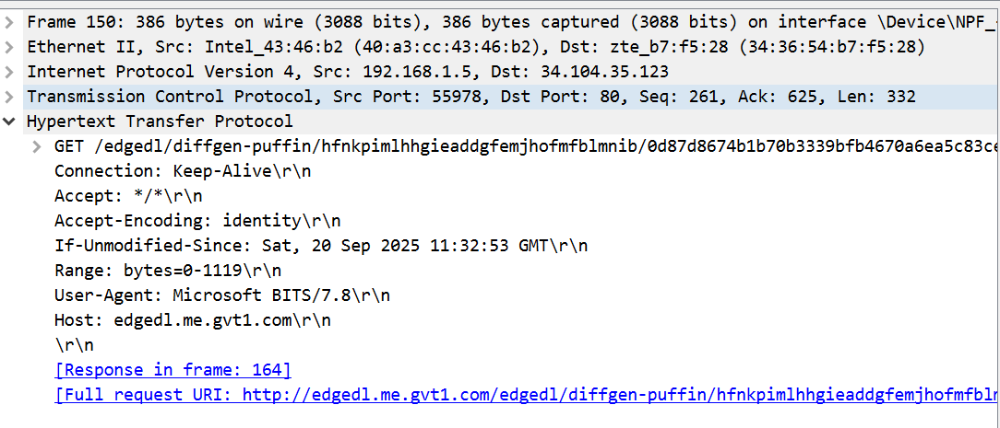 Frame 150: 386 bytes on wire (3088 bits), 386 bytes captured (3088 bits) on interface \Device\NPF_
Ethernet II, Src: Intel_43:46:b2 (40:a3:cc:43:46:b2), Dst: zte_b7:f5:28 (34:36:54:b7:f5:28)
Internet Protocol Version 4, Src: 192.168.1.5, Dst: 34.104.35.123
Transmission Control Protocol, Src Port: 55978, Dst Port: 80, Seq: 261, Ack: 625, Len: 332
Hypertext Transfer Protocol
GET /edgedl/diffgen-puffin/hfnkpimlhhgieaddgfemjhofmfblmnib/0d87d8674b1b70b3339bfb4670a6ea5c83ce
Connection: Keep-Alive\r\n
Accept: */*\r\n
Accept-Encoding: identity\r\n
If-Unmodified-Since: Sat, 20 Sep 2025 11:32:53 GMT\r\n
Range: bytes=0-1119\r\n
User-Agent: Microsoft BITS/7.8\r\n
Host: edgedl.me.gvt1.com\r\n
\r\n
[Response in frame: 164]
[Full request URI: http://edgedl.me.gvt1.com/edgedl/diffgen-puffin/hfnkpimlhhgieaddgfemjhofmfblm